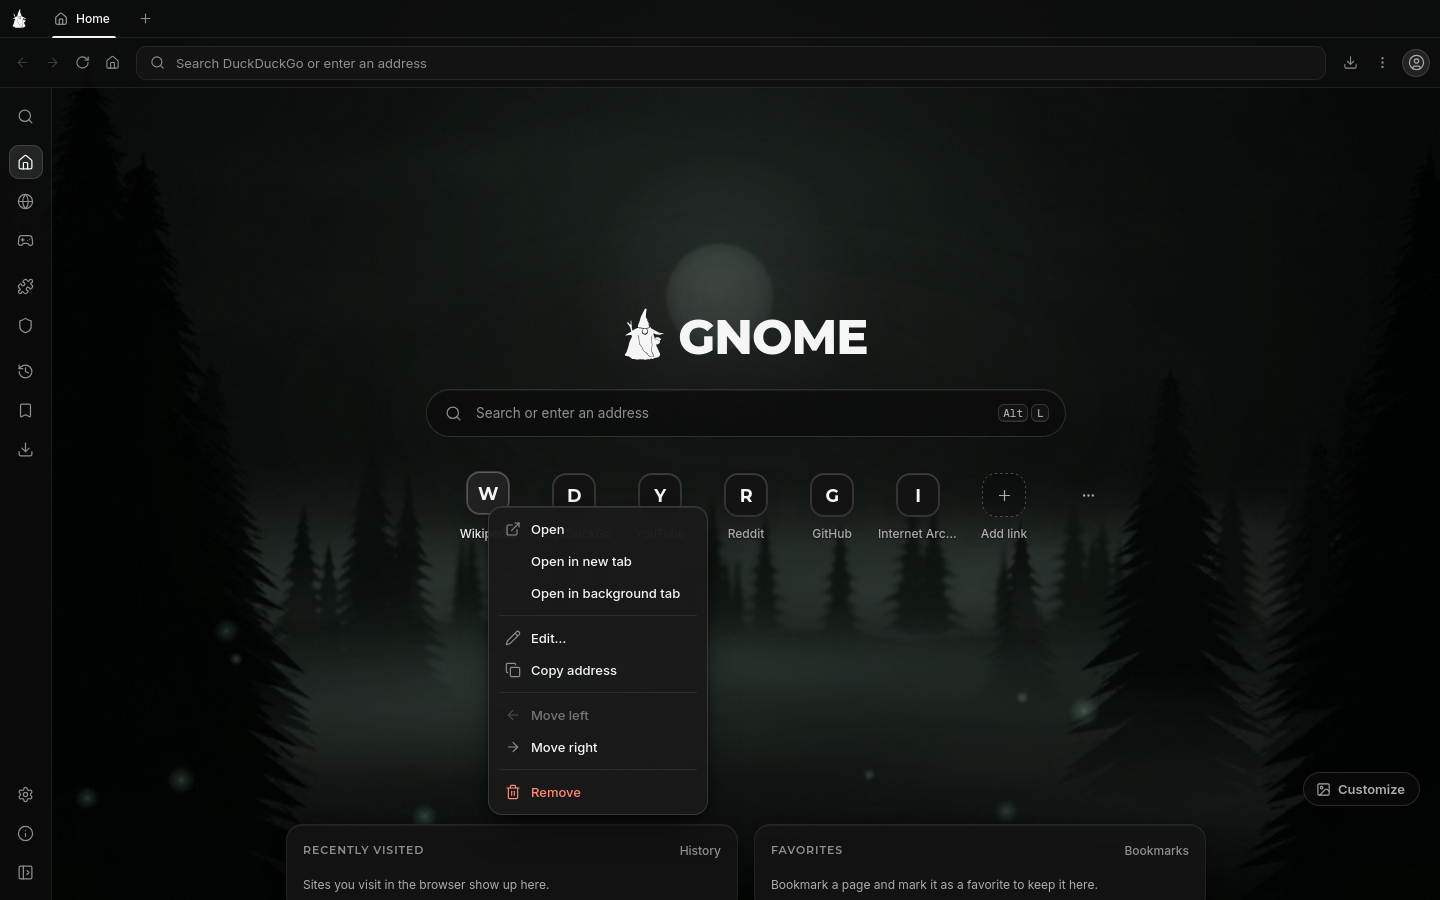 Home
Search DuckDuckGo or enter an address
GNOME
Search or enter an address
Alt L
W D Y R G I
Reddit GitHub Internet Arc... Add link
Open
Open in new tab
Open in background tab
Edit...
Copy address
Move left
Move right
Remove
Customize
RECENTLY VISITED History
Sites you visit in the browser show up here.
FAVORITES Bookmarks
Bookmark a page and mark it as a favorite to keep it here.